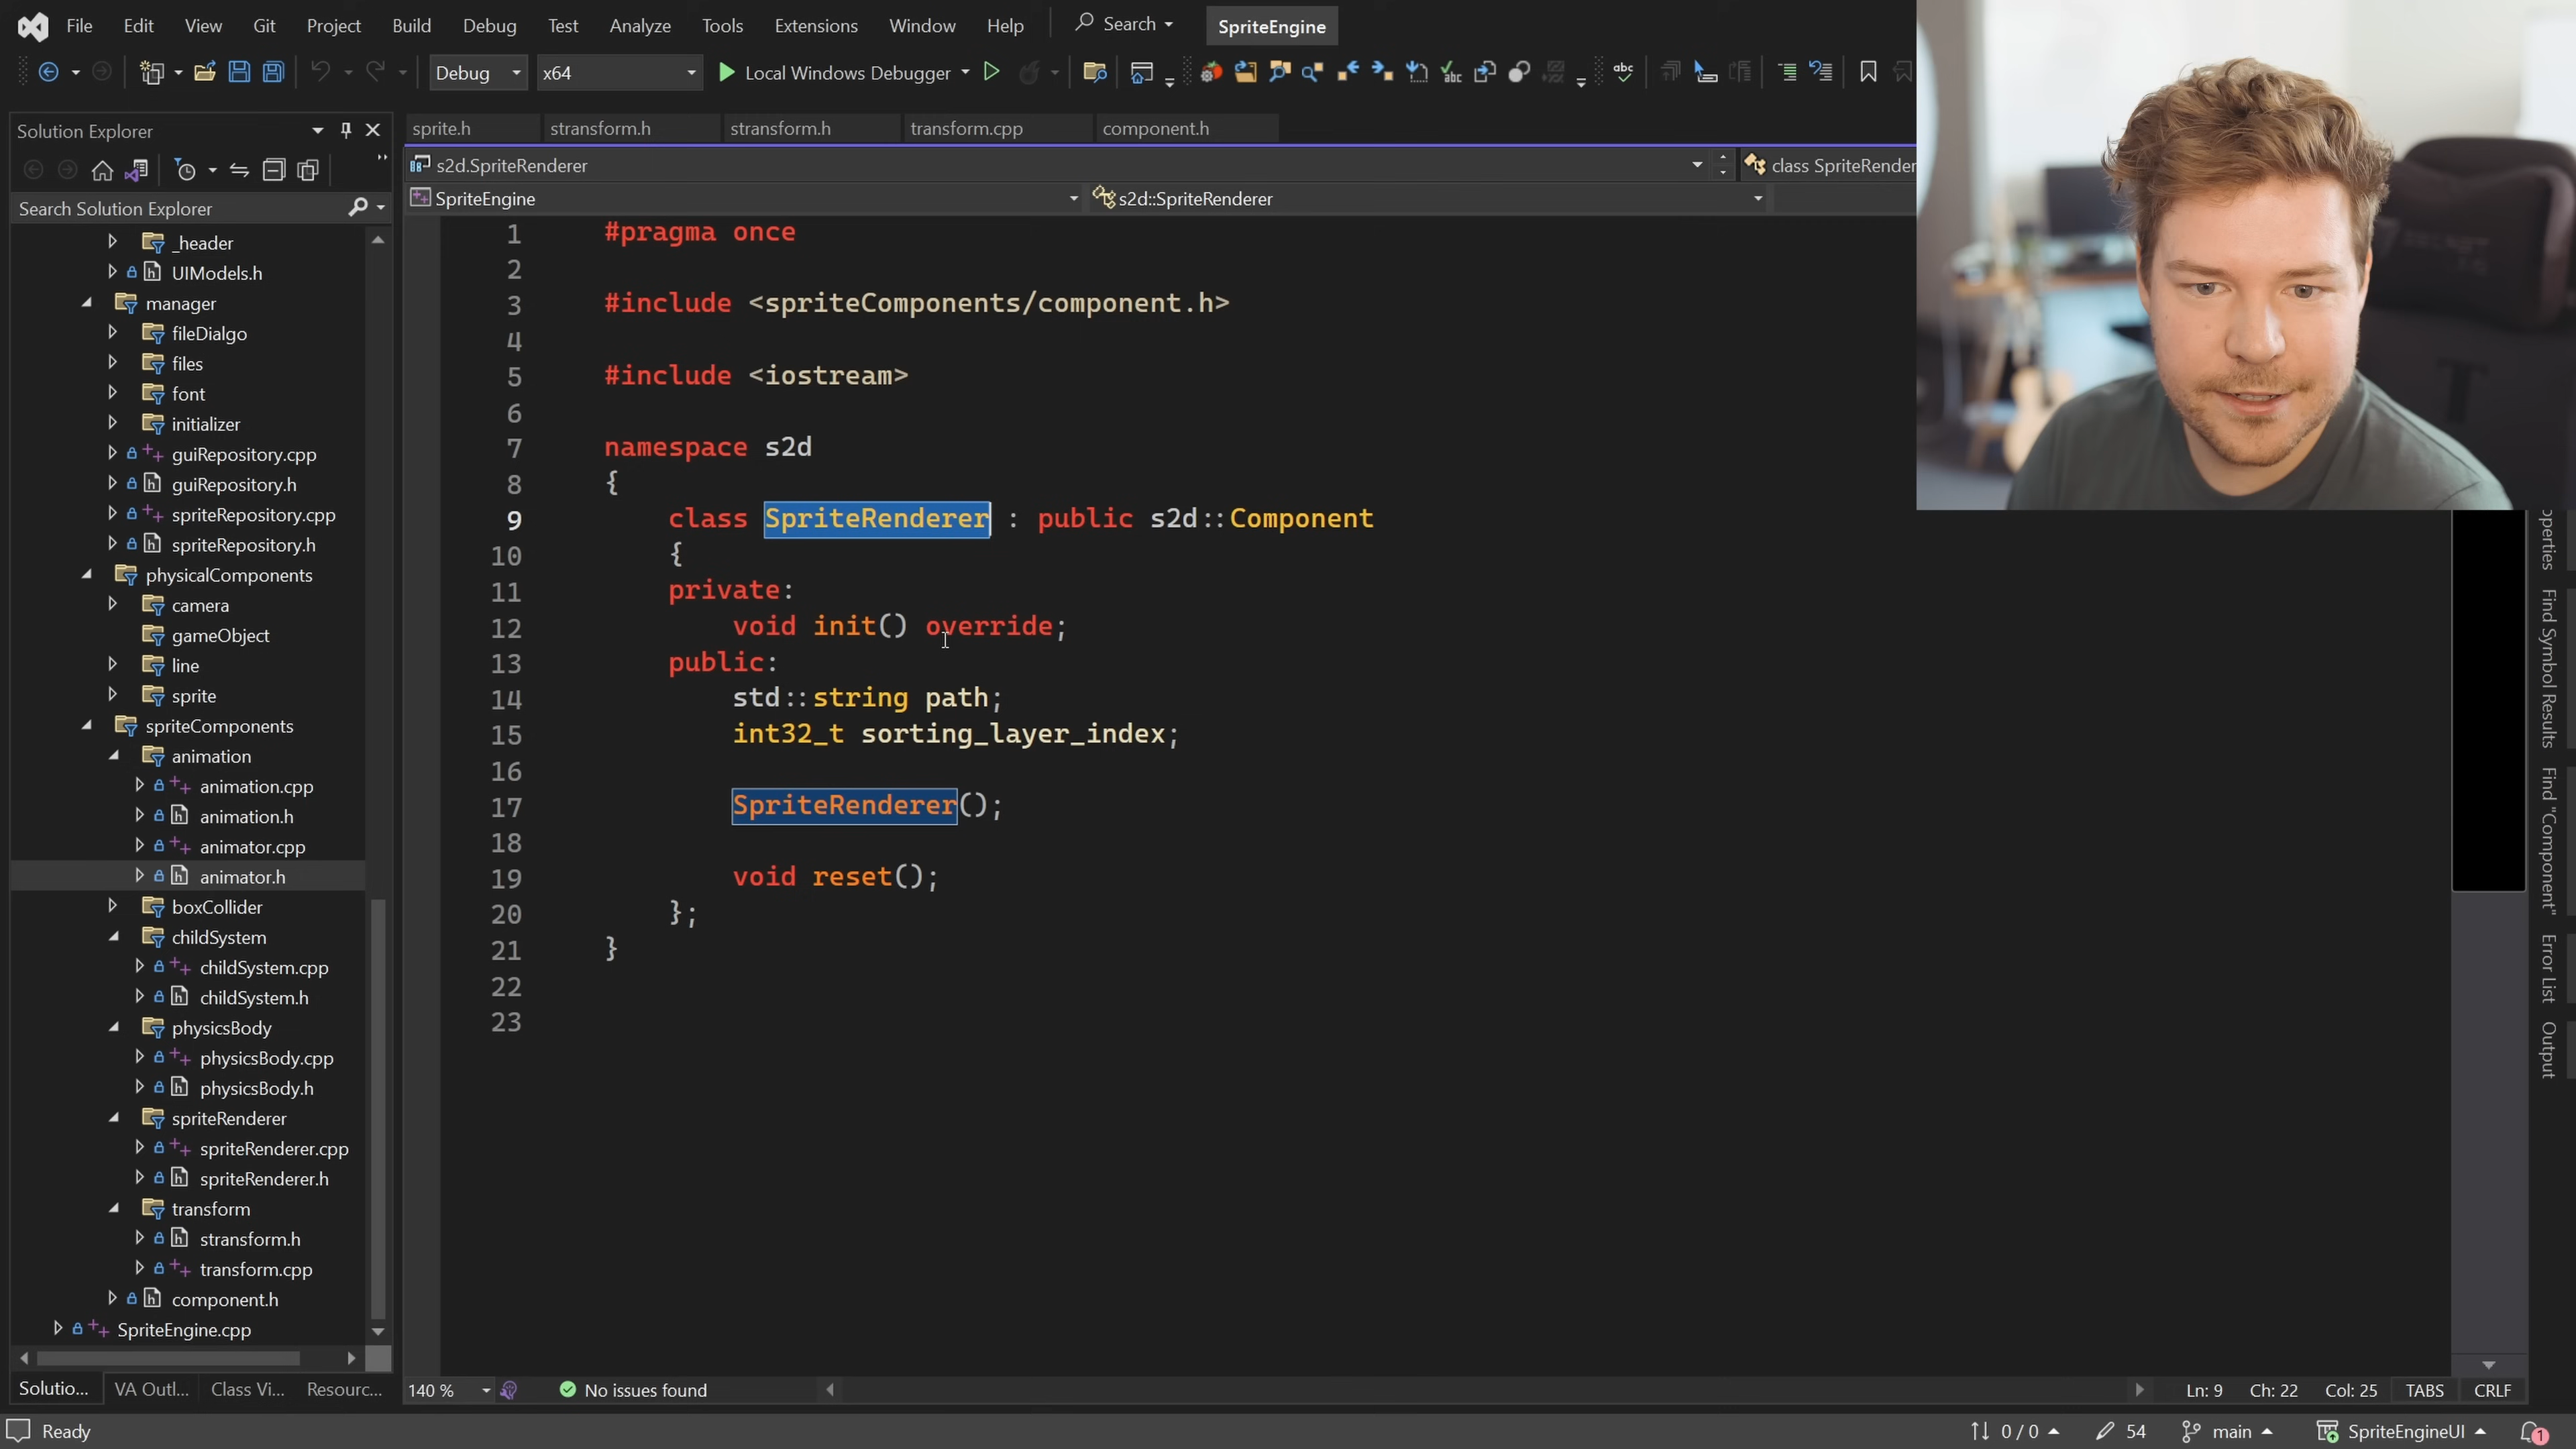 File Edit View Git Project Build Debug Test Analyze Tools Extensions Window Help Search SpriteEngine
Debug x64 Local Windows Debugger
Solution Explorer
Search Solution Explorer
_header
UIModels.h
manager
fileDialgo
files
font
initializer
guiRepository.cpp
guiRepository.h
spriteRepository.cpp
spriteRepository.h
physicalComponents
camera
gameObject
line
sprite
spriteComponents
animation
animation.cpp
animation.h
animator.cpp
animator.h
boxCollider
childSystem
childSystem.cpp
childSystem.h
physicsBody
physicsBody.cpp
physicsBody.h
spriteRenderer
spriteRenderer.cpp
spriteRenderer.h
transform
stransform.h
transform.cpp
component.h
SpriteEngine.cpp
Solutio... VA Outl... Class Vi... Resourc...
sprite.h stransform.h stransform.h transform.cpp component.h
s2d.SpriteRenderer class SpriteRender
SpriteEngine s2d::SpriteRenderer
1 #pragma once
2
3 #include <spriteComponents/component.h>
4
5 #include <iostream>
6
7 namespace s2d
8 {
9 class SpriteRenderer : public s2d::Component
10 {
11 private:
12 void init() override;
13 public:
14 std::string path;
15 int32_t sorting_layer_index;
16
17 SpriteRenderer();
18
19 void reset();
20 };
21 }
22
23
140 % No issues found Ln: 9 Ch: 22 Col: 25 TABS CRLF
operties
Find Symbol Results
Find "Component"
Error List
Output
Ready 0 / 0 54 main SpriteEngineUI 1